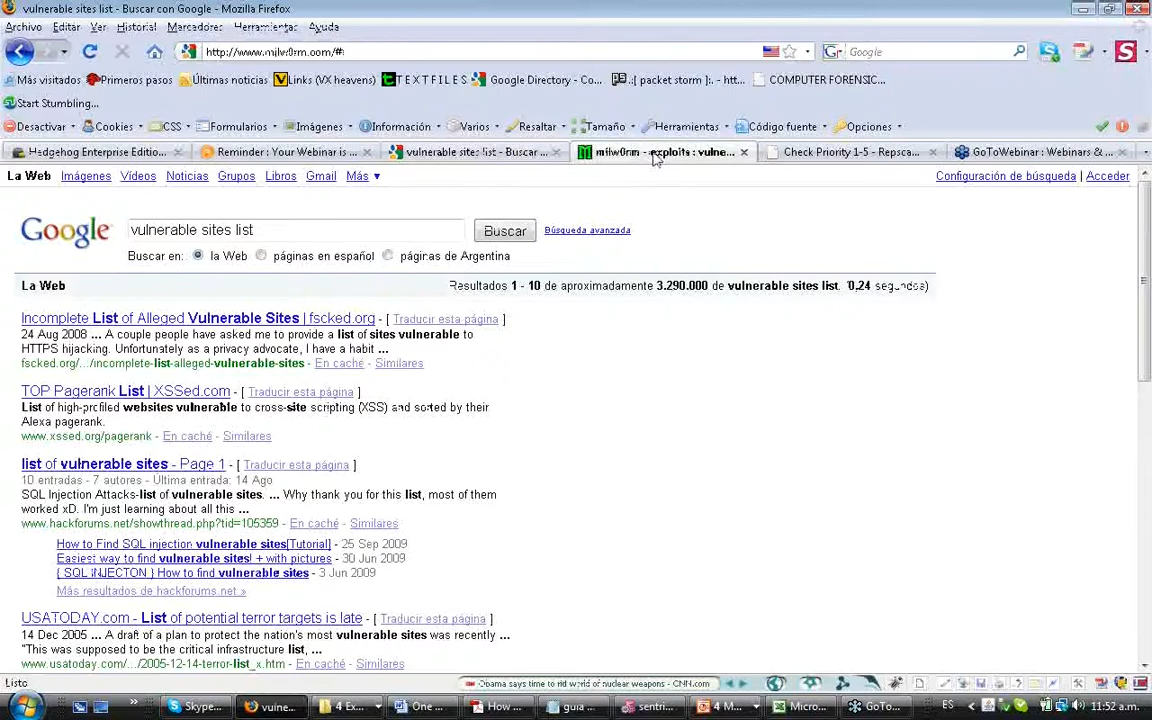 vulnerable sites list - Buscar con Google - Mozilla Firefox
Archivo Editar Ver Historial Marcadores Herramientas Ayuda
http://www.milw0rm.com/#
Google
Más visitados Primeros pasos Últimas noticias Links (VX heavens) T E X T F I L E S Google Directory - Co... .:[ packet storm ]:. - htt... COMPUTER FORENSIC...
Start Stumbling...
Desactivar Cookies CSS Formularios Imágenes Información Varios Resaltar Tamaño Herramientas Código fuente Opciones
Hedgehog Enterprise Editio... Reminder : Your Webinar is ... vulnerable sites list - Buscar ... milw0rm - exploits : vulne... Check Priority 1-5 - Repsca... GoToWebinar : Webinars & ...
La Web Imágenes Vídeos Noticias Grupos Libros Gmail Más ▼
Configuración de búsqueda | Acceder
Google vulnerable sites list Buscar Búsqueda avanzada
Buscar en: la Web páginas en español páginas de Argentina
La Web Resultados 1 - 10 de aproximadamente 3.290.000 de vulnerable sites list. (0,24 segundos)
Incomplete List of Alleged Vulnerable Sites | fscked.org - [ Traducir esta página ]
24 Aug 2008 ... A couple people have asked me to provide a list of sites vulnerable to
HTTPS hijacking. Unfortunately as a privacy advocate, I have a habit ...
fscked.org/.../incomplete-list-alleged-vulnerable-sites - En caché - Similares
TOP Pagerank List | XSSed.com - [ Traducir esta página ]
List of high-profiled websites vulnerable to cross-site scripting (XSS) and sorted by their
Alexa pagerank.
www.xssed.org/pagerank - En caché - Similares
list of vulnerable sites - Page 1 - [ Traducir esta página ]
10 entradas - 7 autores - Última entrada: 14 Ago
SQL Injection Attacks-list of vulnerable sites. ... Why thank you for this list, most of them
worked xD. I'm just learning about all this ...
www.hackforums.net/showthread.php?tid=105359 - En caché - Similares
How to Find SQL injection vulnerable sites[Tutorial] - 25 Sep 2009
Easiest way to find vulnerable sites! + with pictures - 30 Jun 2009
{ SQL INJECTON } How to find vulnerable sites - 3 Jun 2009
Más resultados de hackforums.net »
USATODAY.com - List of potential terror targets is late - [ Traducir esta página ]
14 Dec 2005 ... A draft of a plan to protect the nation's most vulnerable sites was recently ...
"This was supposed to be the critical infrastructure list, ...
www.usatoday.com/.../2005-12-14-terror-list_x.htm - En caché - Similares
Listo
Obama says time to rid world of nuclear weapons - CNN.com
Skype... vulne... 4 Ex... One ... How ... guia ... sentri... 4 M... Micro... GoTo... ES 11:52 a.m.